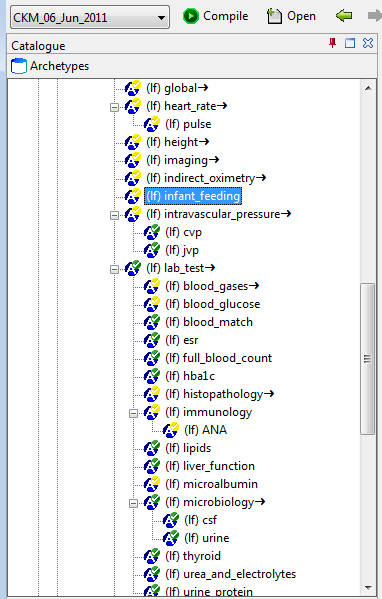 CKM_06_Jun_2011 Compile Open
Catalogue
Archetypes
(lf) global→
(lf) heart_rate→
(lf) pulse
(lf) height→
(lf) imaging→
(lf) indirect_oximetry→
(lf) infant_feeding
(lf) intravascular_pressure→
(lf) cvp
(lf) jvp
(lf) lab_test→
(lf) blood_gases→
(lf) blood_glucose
(lf) blood_match
(lf) esr
(lf) full_blood_count
(lf) hba1c
(lf) histopathology→
(lf) immunology
(lf) ANA
(lf) lipids
(lf) liver_function
(lf) microalbumin
(lf) microbiology→
(lf) csf
(lf) urine
(lf) thyroid
(lf) urea_and_electrolytes
(lf) urine_protein